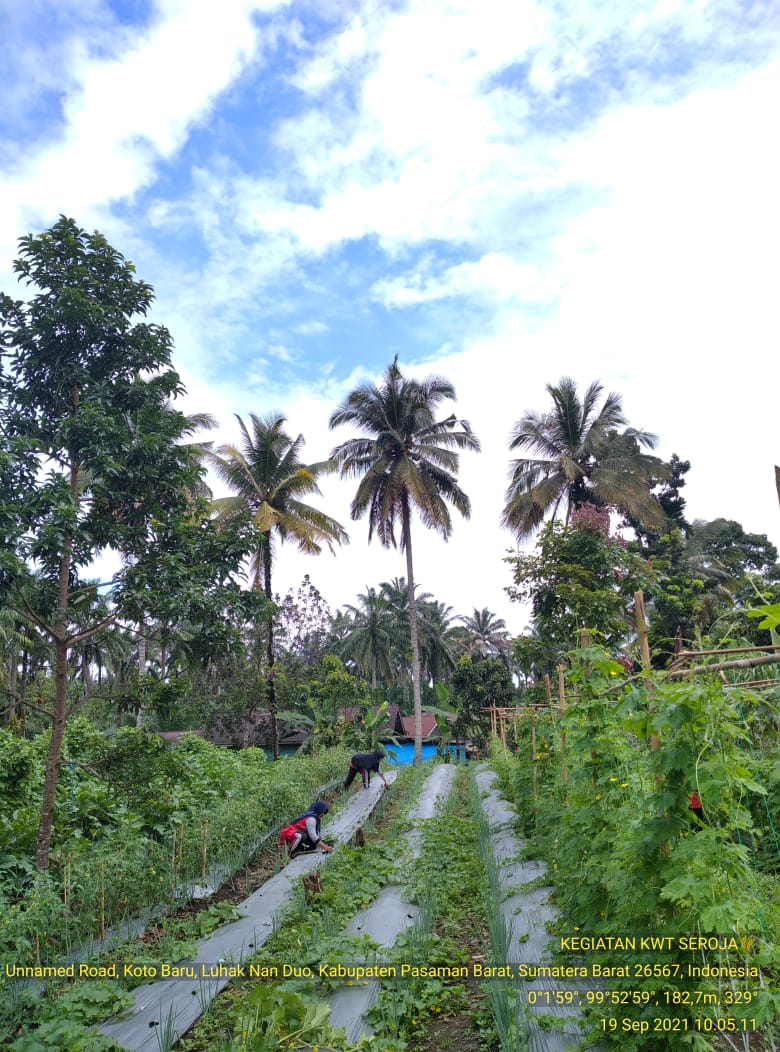 KEGIATAN KWT SEROJA🌾
Unnamed Road, Koto Baru, Luhak Nan Duo, Kabupaten Pasaman Barat, Sumatera Barat 26567, Indonesia
0°1'59", 99°52'59", 182,7m, 329°
19 Sep 2021 10.05.11